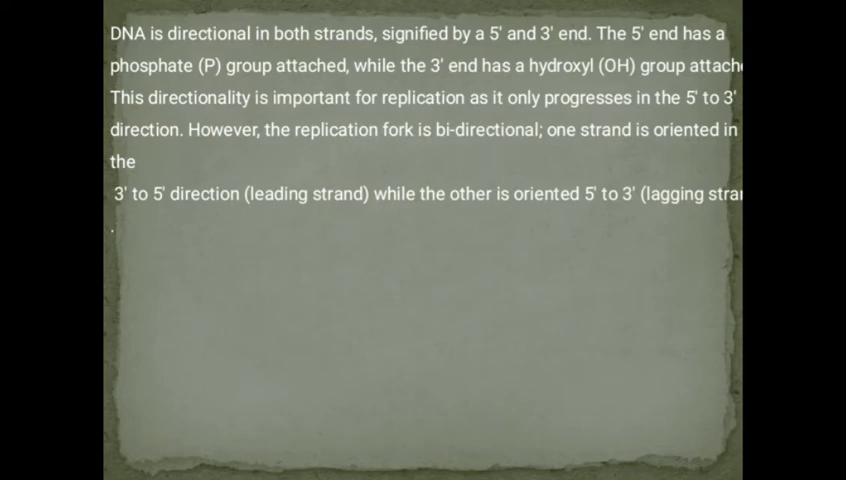 DNA is directional in both strands, signified by a 5' and 3' end. The 5' end has a
phosphate (P) group attached, while the 3' end has a hydroxyl (OH) group attach
This directionality is important for replication as it only progresses in the 5' to 3'
direction. However, the replication fork is bi-directional; one strand is oriented in
the
3' to 5' direction (leading strand) while the other is oriented 5' to 3' (lagging stra
.